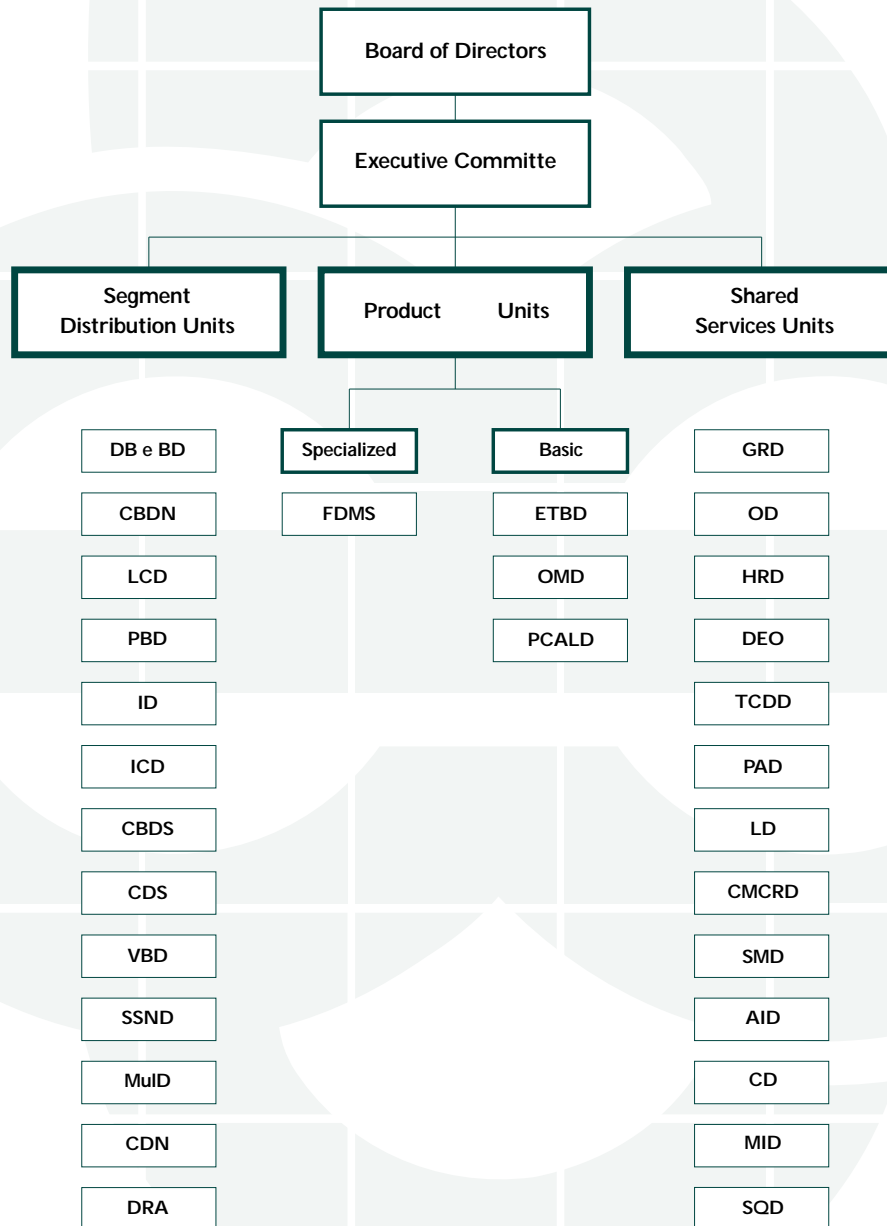 Board of Directors
Executive Committe
Segment
Distribution Units
Product Units
Shared
Services Units
DB e BD
Specialized
Basic
GRD
CBDN
FDMS
ETBD
OD
LCD
OMD
HRD
PBD
PCALD
DEO
ID
TCDD
ICD
PAD
CBDS
LD
CDS
CMCRD
VBD
SMD
SSND
AID
MuID
CD
CDN
MID
DRA
SQD